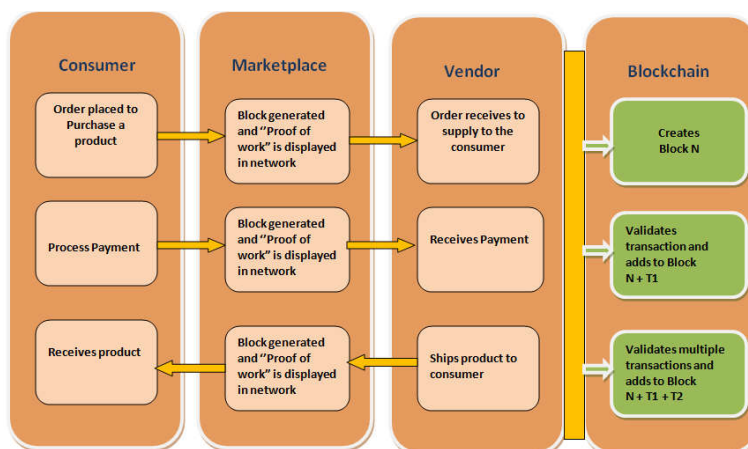 Consumer
Order placed to
Purchase a
product
Process Payment
Receives product
Marketplace
Block generated
and ‘’Proof of
work” is displayed
in network
Block generated
and ‘’Proof of
work” is displayed
in network
Block generated
and ‘’Proof of
work” is displayed
in network
Vendor
Order receives to
supply to the
consumer
Receives Payment
Ships product to
consumer
Blockchain
Creates
Block N
Validates
transaction and
adds to Block
N + T1
Validates multiple
transactions and
adds to Block
N + T1 + T2